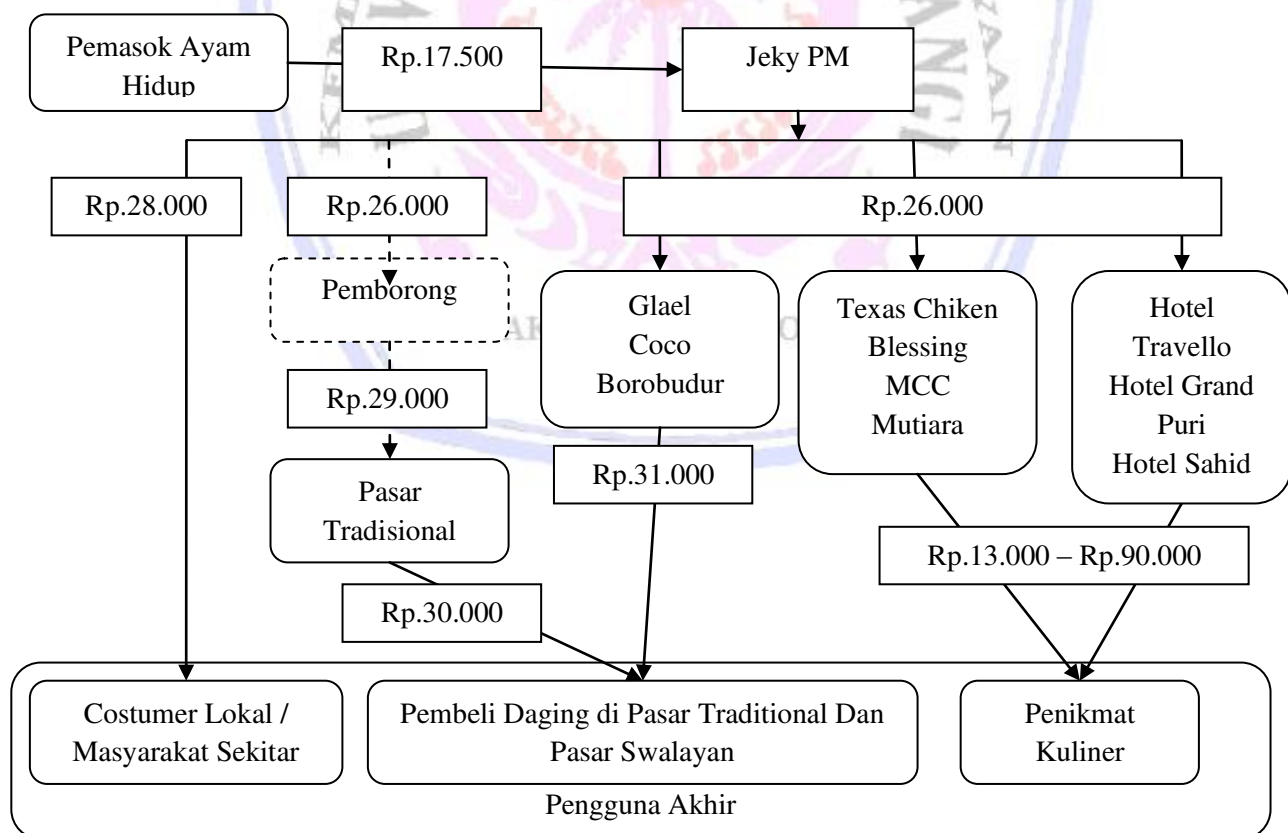 Pemasok Ayam
Hidup
Rp.17.500
Jeky PM
Rp.28.000
Rp.26.000
Rp.26.000
Pemborong
Glael
Coco
Borobudur
Texas Chiken
Blessing
MCC
Mutiara
Hotel
Travello
Hotel Grand
Puri
Hotel Sahid
Rp.29.000
Rp.31.000
Pasar
Tradisional
Rp.13.000 – Rp.90.000
Rp.30.000
Costumer Lokal /
Masyarakat Sekitar
Pembeli Daging di Pasar Traditional Dan
Pasar Swalayan
Penikmat
Kuliner
Pengguna Akhir